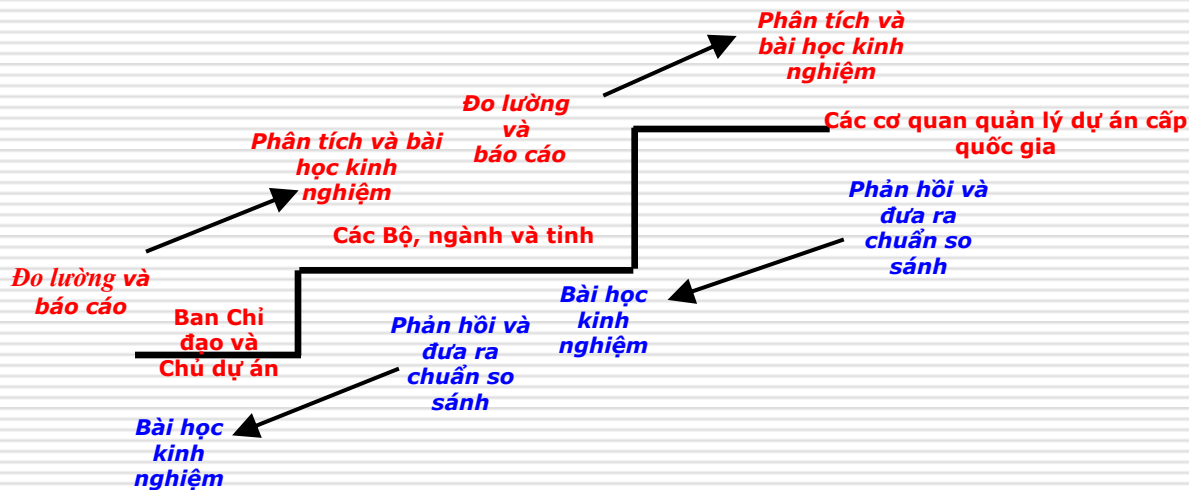 Phân tích và
bài học kinh
nghiệm
Đo lường
và
báo cáo
Các cơ quan quản lý dự án cấp
quốc gia
Phân tích và bài
học kinh
nghiệm
Phản hồi và
đưa ra
chuẩn so
sánh
Các Bộ, ngành và tỉnh
Đo lường và
báo cáo
Bài học
kinh
nghiệm
Ban Chỉ
đạo và
Chủ dự án
Phản hồi và
đưa ra
chuẩn so
sánh
Bài học
kinh
nghiệm